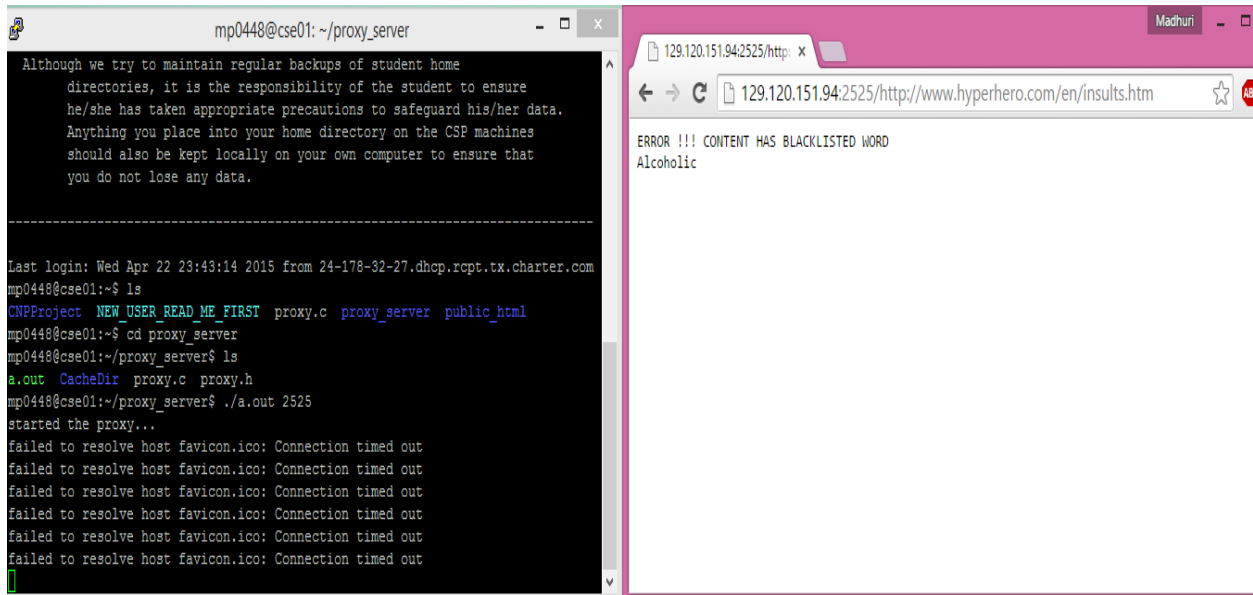 mp0448@cse01: ~/proxy_server
Although we try to maintain regular backups of student home
directories, it is the responsibility of the student to ensure
he/she has taken appropriate precautions to safeguard his/her data.
Anything you place into your home directory on the CSP machines
should also be kept locally on your own computer to ensure that
you do not lose any data.
--------------------------------------------------------------------------------
Last login: Wed Apr 22 23:43:14 2015 from 24-178-32-27.dhcp.rcpt.tx.charter.com
mp0448@cse01:~$ ls
CNPProject NEW_USER_READ_ME_FIRST proxy.c proxy_server public_html
mp0448@cse01:~$ cd proxy_server
mp0448@cse01:~/proxy_server$ ls
a.out CacheDir proxy.c proxy.h
mp0448@cse01:~/proxy_server$ ./a.out 2525
started the proxy...
failed to resolve host favicon.ico: Connection timed out
failed to resolve host favicon.ico: Connection timed out
failed to resolve host favicon.ico: Connection timed out
failed to resolve host favicon.ico: Connection timed out
failed to resolve host favicon.ico: Connection timed out
failed to resolve host favicon.ico: Connection timed out
Madhuri
129.120.151.94:2525/http:
129.120.151.94:2525/http://www.hyperhero.com/en/insults.htm
ERROR !!! CONTENT HAS BLACKLISTED WORD
Alcoholic